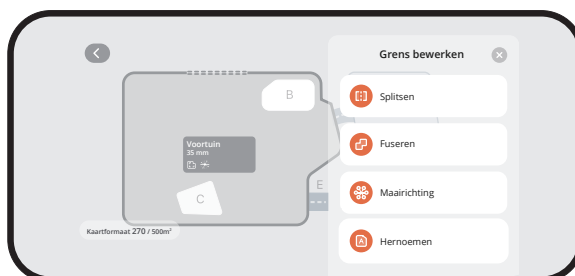 Grens bewerken
B
Splitsen
Voortuin
35 mm
Fuseren
E
Maairichting
C
Kaartformaat 270 / 500m²
Hernoemen